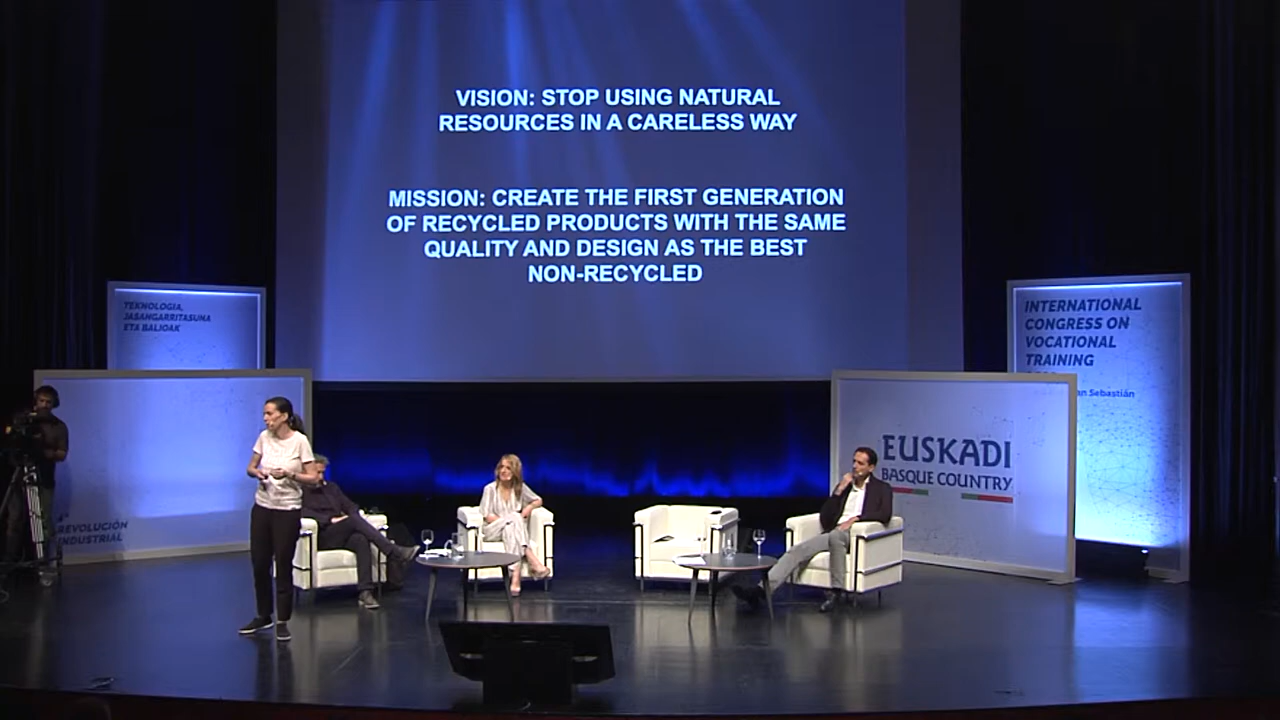 VISION: STOP USING NATURAL
RESOURCES IN A CARELESS WAY
MISSION: CREATE THE FIRST GENERATION
OF RECYCLED PRODUCTS WITH THE SAME
QUALITY AND DESIGN AS THE BEST
NON-RECYCLED
TEKNOLOGIA,
JASANGARRITASUNA
ETA BALIOAK
REVOLUCIÓN
INDUSTRIAL
INTERNATIONAL
CONGRESS ON
VOCATIONAL
TRAINING
an Sebastián
EUSKADI
BASQUE COUNTRY